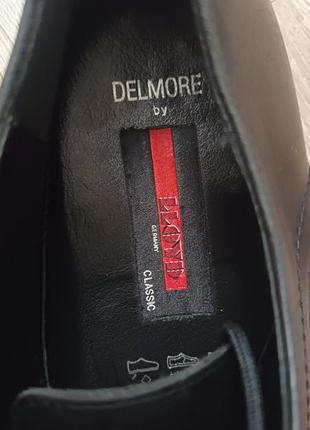 DELMORE
by
LLOYD
GERMANY
CLASSIC